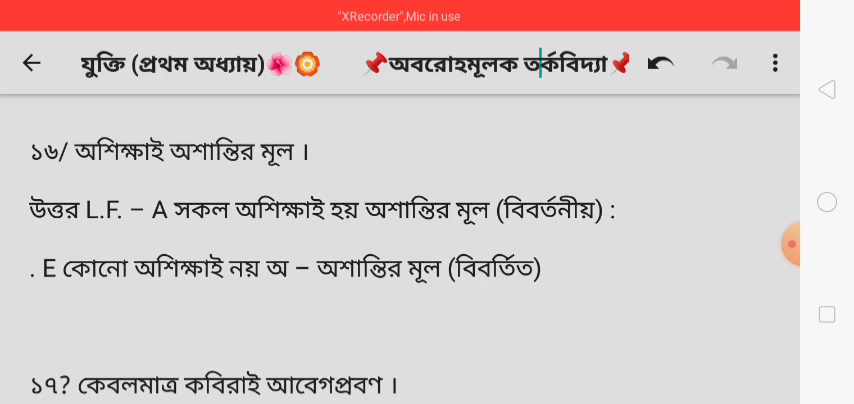 "XRecorder",Mic in use
যুক্তি (প্রথম অধ্যায়)🌺🏵️ 📌অবরোহমূলক তর্কবিদ্যা📌
১৬/ অশিক্ষাই অশান্তির মূল ।
উত্তর L.F. – A সকল অশিক্ষাই হয় অশান্তির মূল (বিবর্তনীয়) :
. E কোনো অশিক্ষাই নয় অ – অশান্তির মূল (বিবর্তিত)
১৭? কেবলমাত্র কবিরাই আবেগপ্রবণ ।